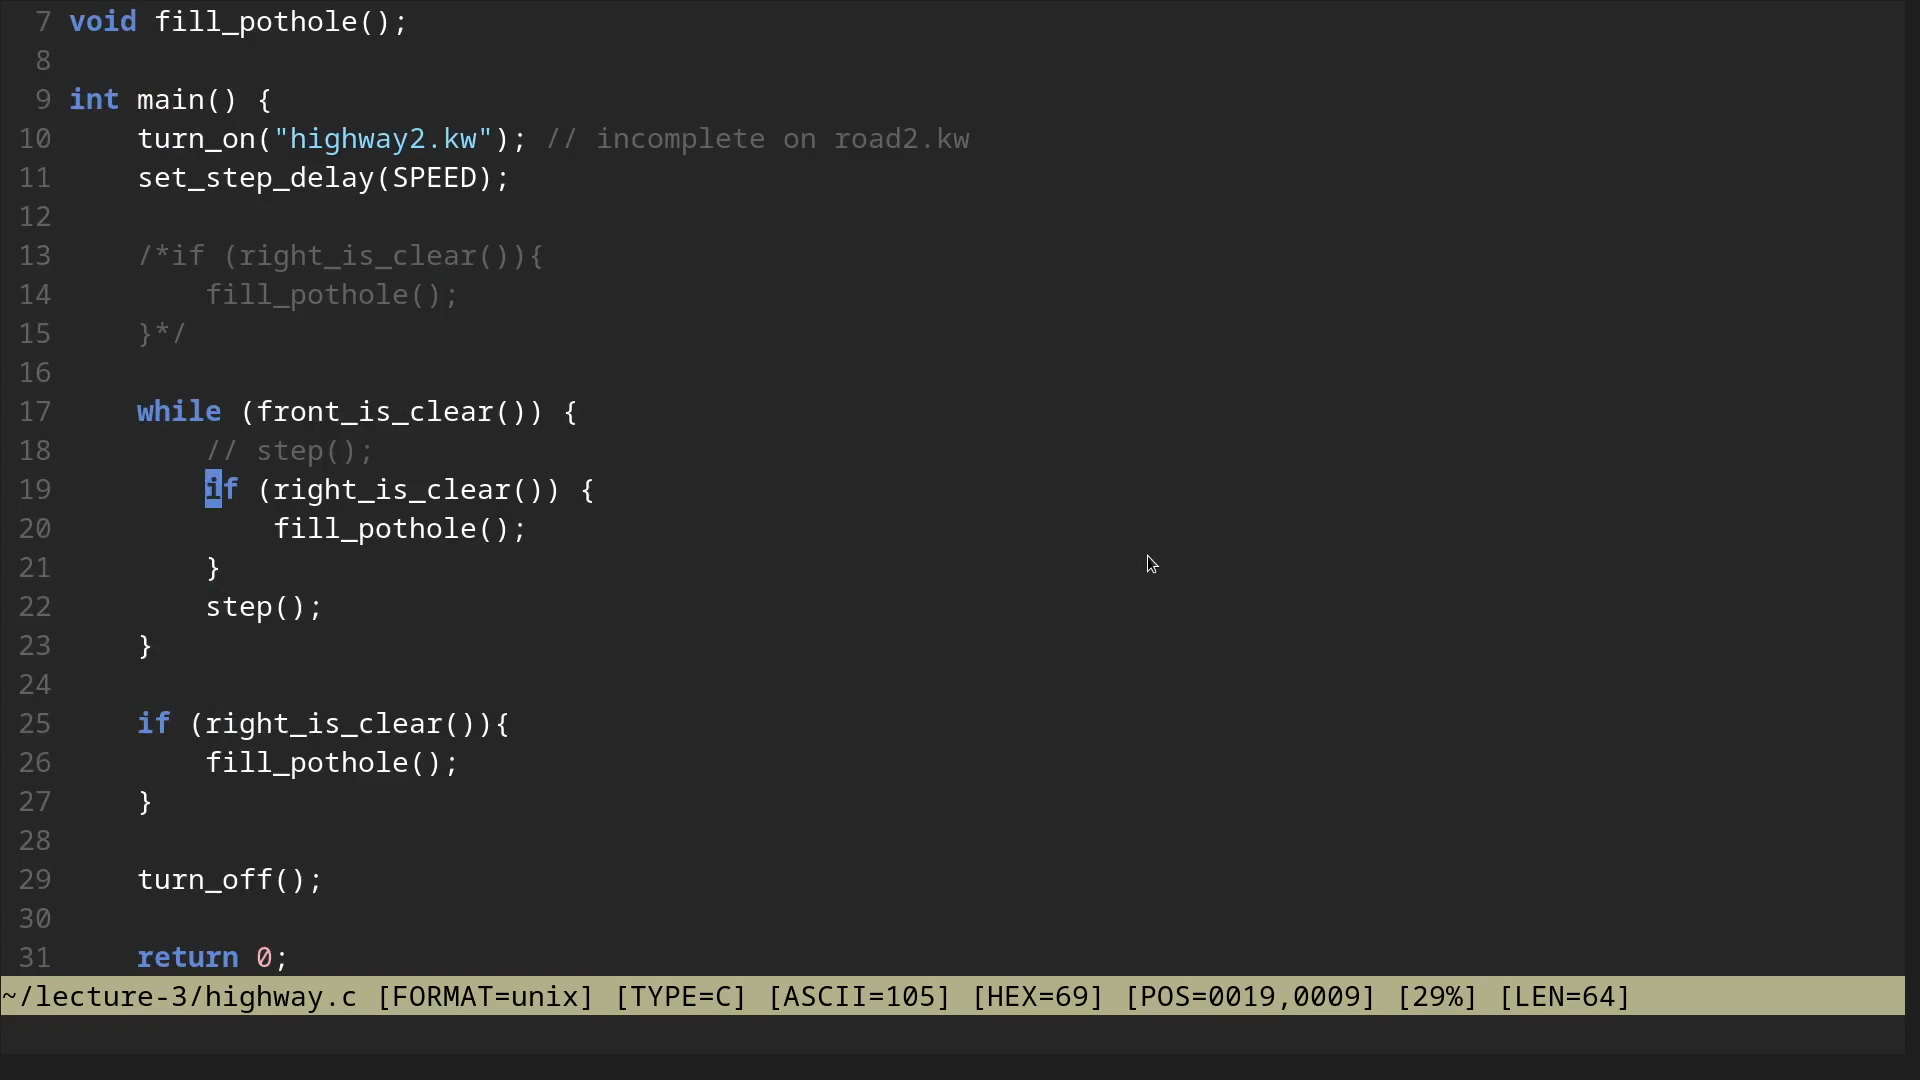 7 void fill_pothole();
8
9 int main() {
10     turn_on("highway2.kw"); // incomplete on road2.kw
11     set_step_delay(SPEED);
12
13     /*if (right_is_clear()){
14         fill_pothole();
15     }*/
16
17     while (front_is_clear()) {
18         // step();
19         if (right_is_clear()) {
20             fill_pothole();
21         }
22         step();
23     }
24
25     if (right_is_clear()){
26         fill_pothole();
27     }
28
29     turn_off();
30
31     return 0;
~/lecture-3/highway.c [FORMAT=unix] [TYPE=C] [ASCII=105] [HEX=69] [POS=0019,0009] [29%] [LEN=64]